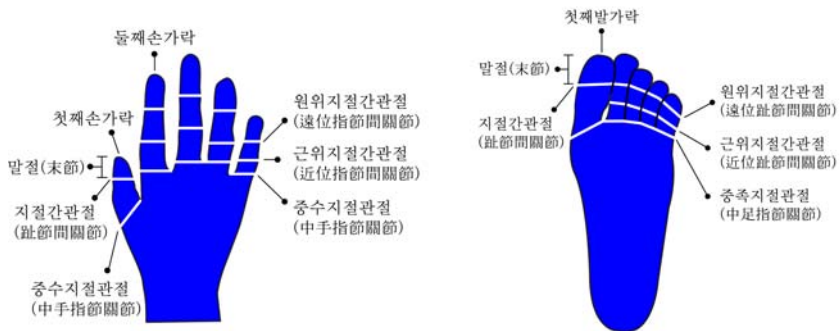 둘째손가락
첫째손가락
말절(末節)
지절간관절
(趾節間關節)
중수지절관절
(中手指節關節)
원위지절간관절
(遠位指節間關節)
근위지절간관절
(近位指節間關節)
중수지절관절
(中手指節關節)
첫째발가락
말절(末節)
지절간관절
(趾節間關節)
원위지절간관절
(遠位趾節間關節)
근위지절간관절
(近位趾節間關節)
중족지절관절
(中足指節關節)